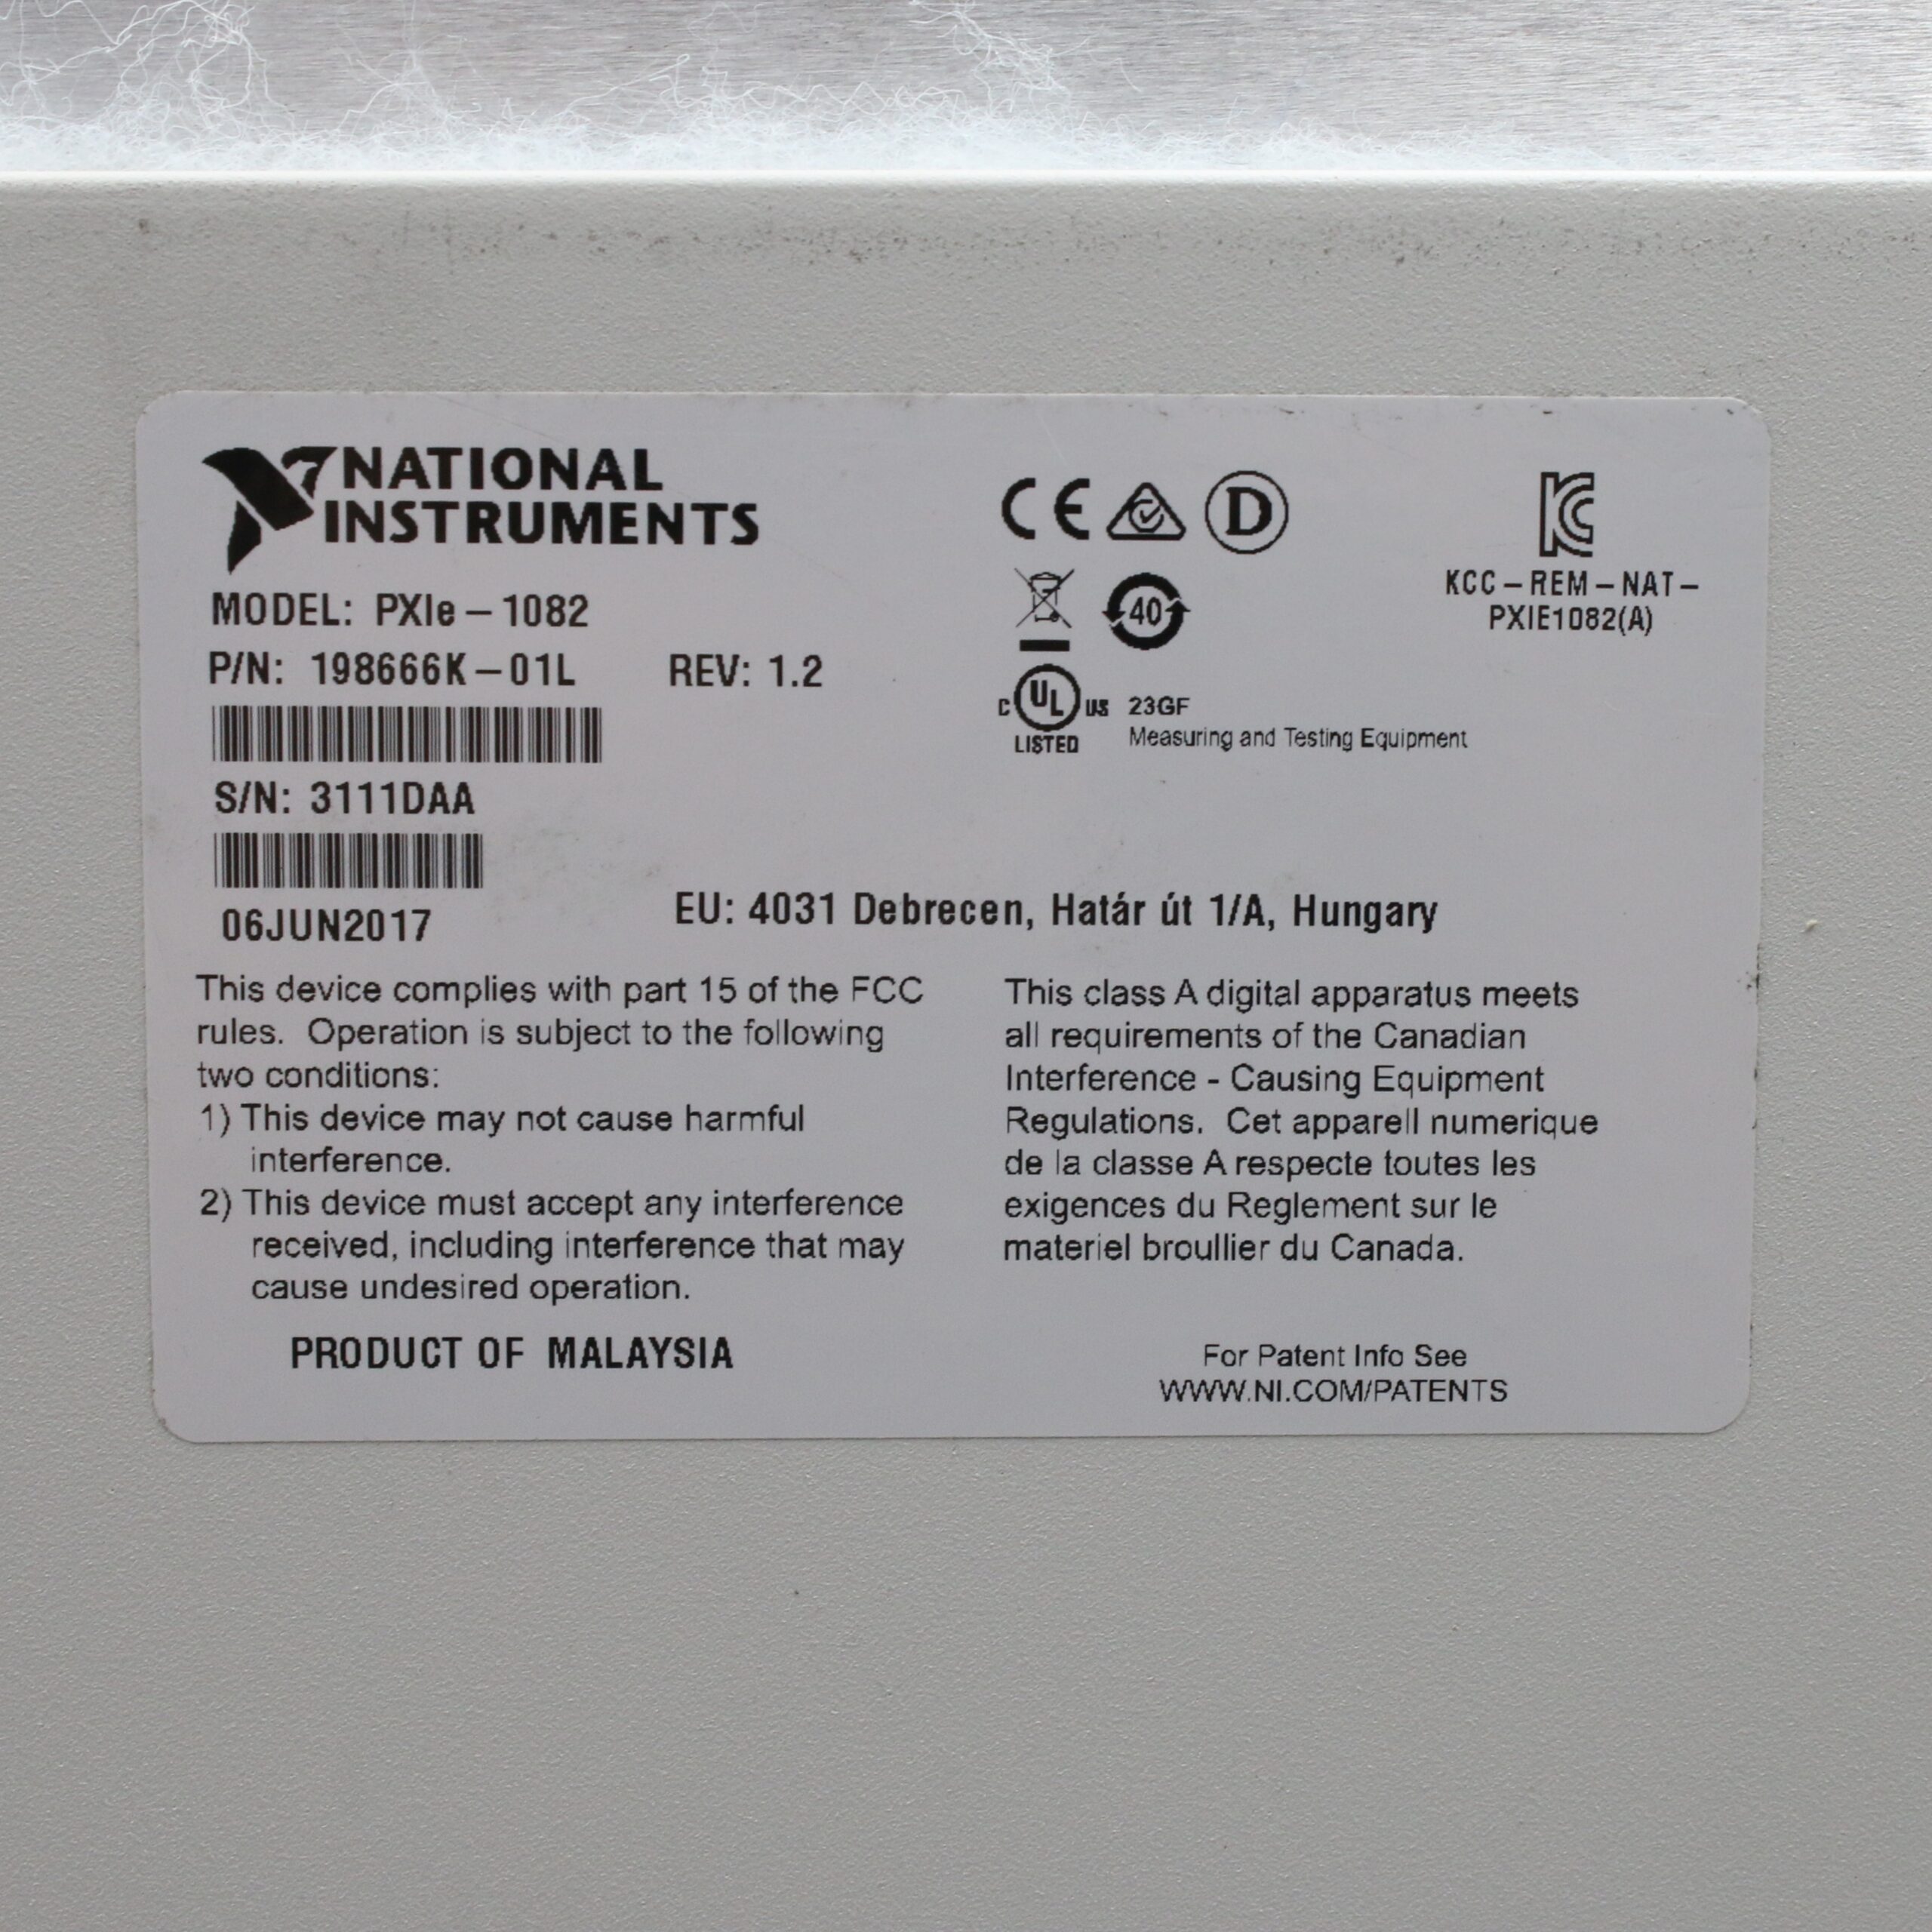 NATIONAL
INSTRUMENTS
MODEL: PXIe-1082
P/N: 198666K-01L REV: 1.2
S/N: 3111DAA
06JUN2017
CE
D
40
KC
KCC-REM-NAT-
PXIE1082(A)
C UL US
LISTED
23GF
Measuring and Testing Equipment
EU: 4031 Debrecen, Határ út 1/A, Hungary
This device complies with part 15 of the FCC
rules. Operation is subject to the following
two conditions:
1) This device may not cause harmful
interference.
2) This device must accept any interference
received, including interference that may
cause undesired operation.
PRODUCT OF MALAYSIA
This class A digital apparatus meets
all requirements of the Canadian
Interference - Causing Equipment
Regulations. Cet apparell numerique
de la classe A respecte toutes les
exigences du Reglement sur le
materiel broullier du Canada.
For Patent Info See
WWW.NI.COM/PATENTS